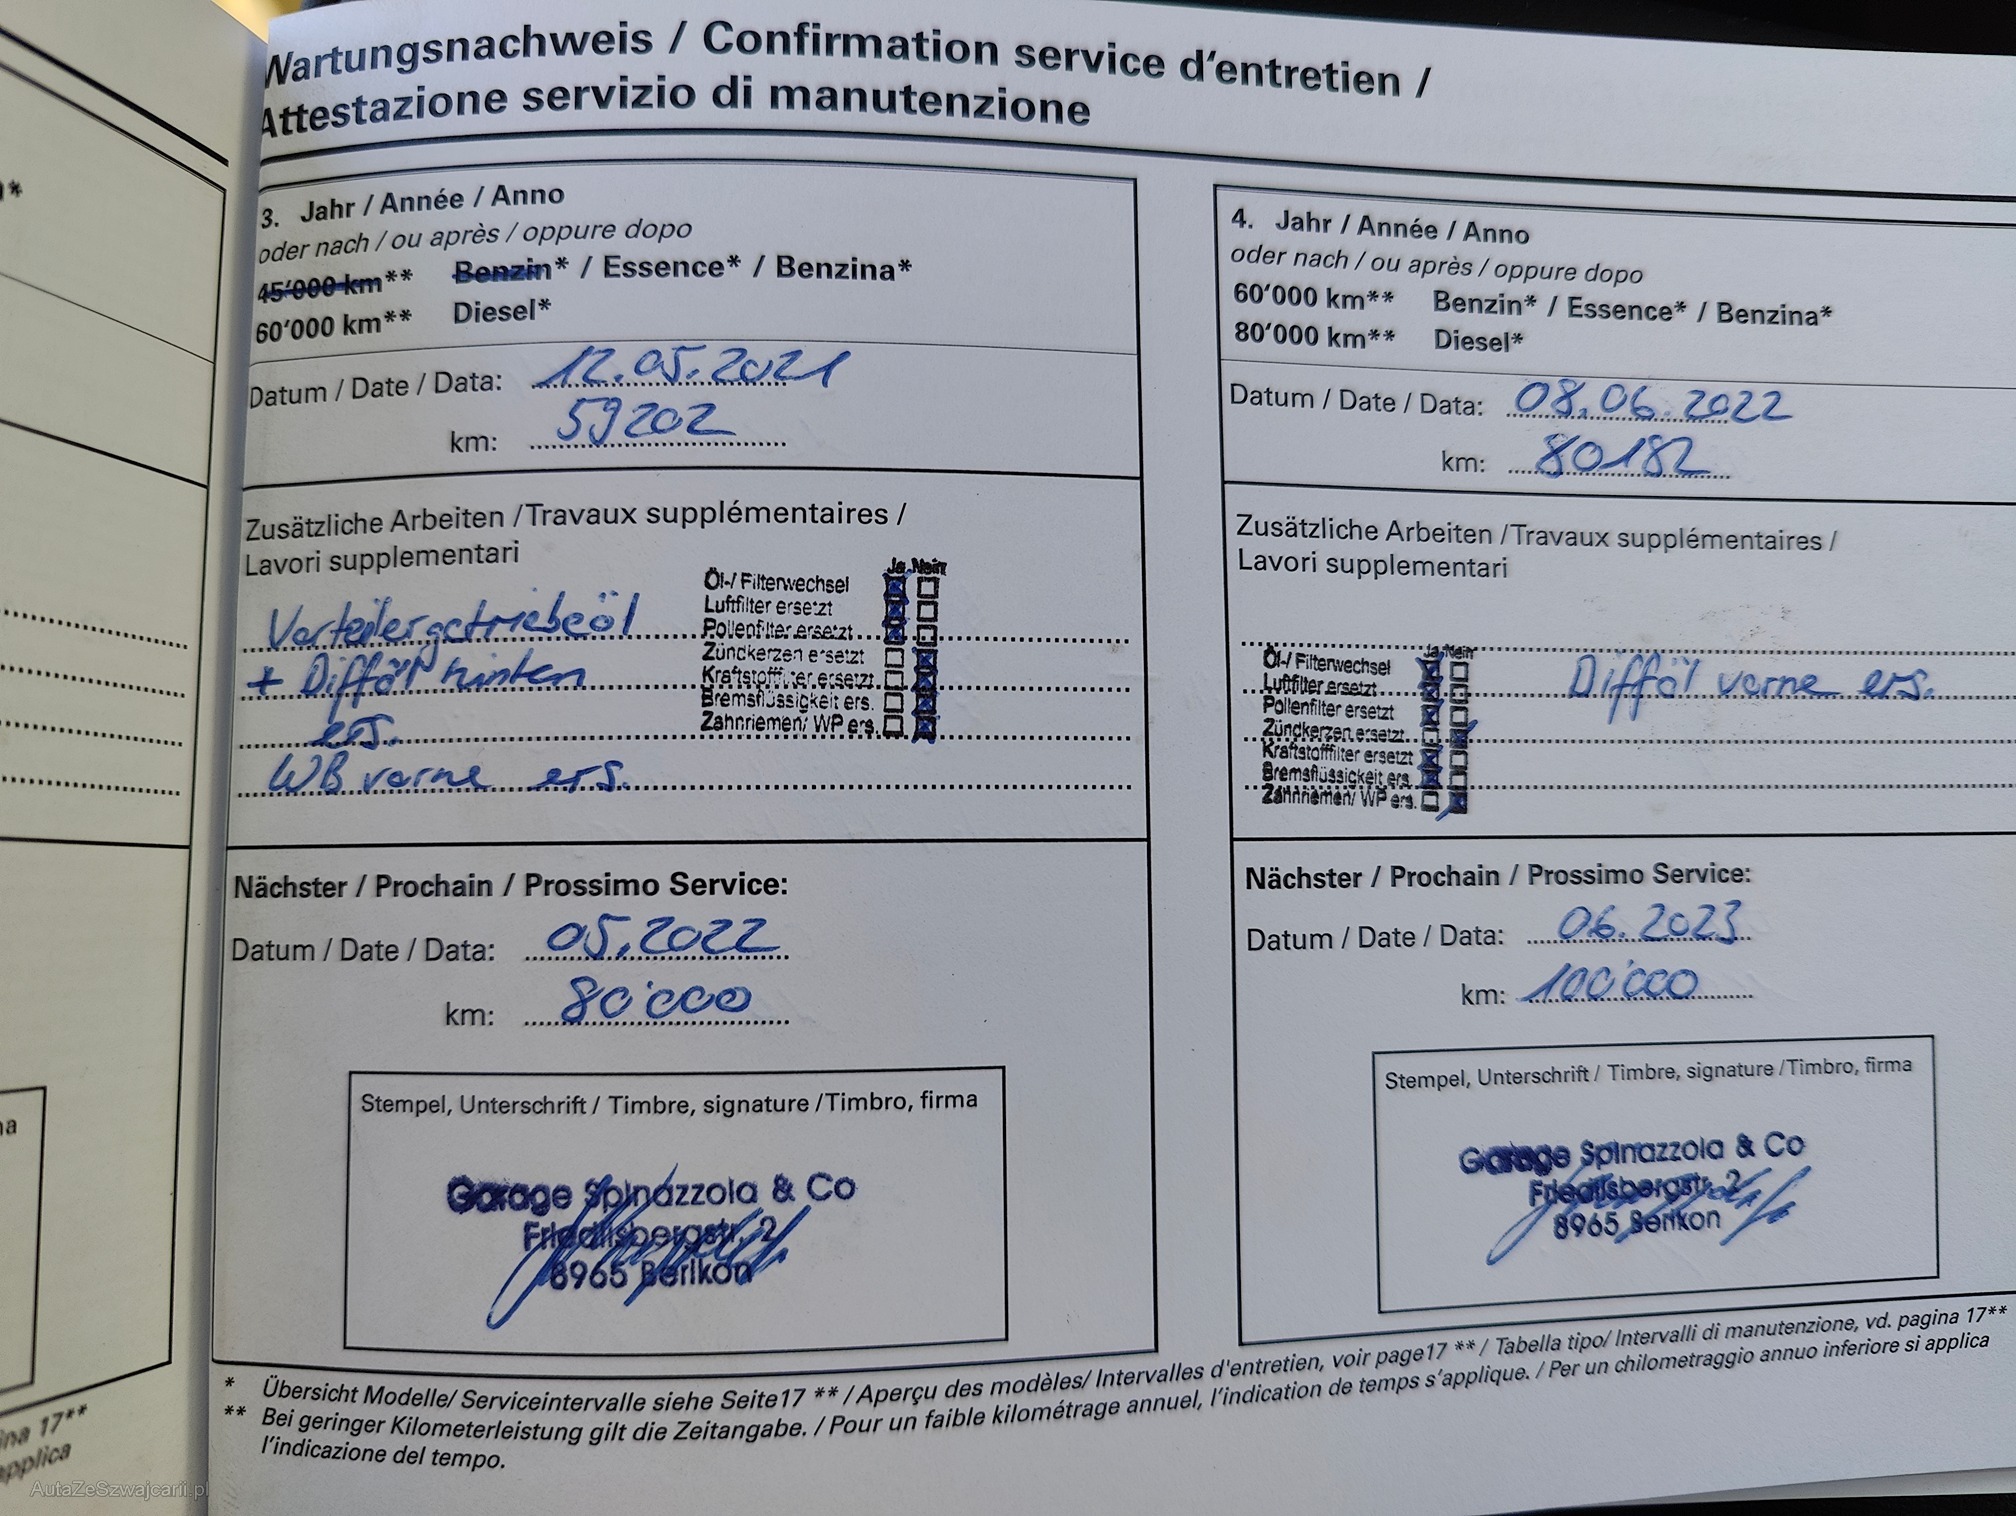 Wartungsnachweis / Confirmation service d'entretien /
Attestazione servizio di manutenzione
3. Jahr / Année / Anno
oder nach / ou après / oppure dopo
45'000 km** Benzin* / Essence* / Benzina*
60'000 km** Diesel*
Datum / Date / Data: 12.05.2021
km: 59202
Zusätzliche Arbeiten / Travaux supplémentaires /
Lavori supplementari
Ja Nein
Öl-/ Filterwechsel
Luftfilter ersetzt
Pollenfilter ersetzt
Zündkerzen ersetzt
Kraftstofffilter ersetzt
Bremsflüssigkeit ers.
Zahnriemen/ WP ers.
Verteilergetriebeöl
+ Difföl hinten
ers.
WB vorne ers.
Nächster / Prochain / Prossimo Service:
Datum / Date / Data: 05.2022
km: 80'000
Stempel, Unterschrift / Timbre, signature / Timbro, firma
Garage Spinazzola & Co
Friedlisbergstr. 2
8965 Berikon
4. Jahr / Année / Anno
oder nach / ou après / oppure dopo
60'000 km** Benzin* / Essence* / Benzina*
80'000 km** Diesel*
Datum / Date / Data: 08.06.2022
km: 80182
Zusätzliche Arbeiten / Travaux supplémentaires /
Lavori supplementari
Ja Nein
Öl-/ Filterwechsel
Luftfilter ersetzt
Pollenfilter ersetzt
Zündkerzen ersetzt
Kraftstofffilter ersetzt
Bremsflüssigkeit ers.
Zahnriemen/ WP ers.
Difföl vorne ers.
Nächster / Prochain / Prossimo Service:
Datum / Date / Data: 06.2023
km: 100'000
Stempel, Unterschrift / Timbre, signature / Timbro, firma
Garage Spinazzola & Co
Friedlisbergstr. 2
8965 Berikon
* Übersicht Modelle/ Serviceintervalle siehe Seite17 ** / Aperçu des modèles/ Intervalles d'entretien, voir page17 ** / Tabella tipo/ Intervalli di manutenzione, vd. pagina 17**
** Bei geringer Kilometerleistung gilt die Zeitangabe. / Pour un faible kilométrage annuel, l'indication de temps s'applique. / Per un chilometraggio annuo inferiore si applica
l'indicazione del tempo.
17**
applica
AutaZeSzwajcarii.pl